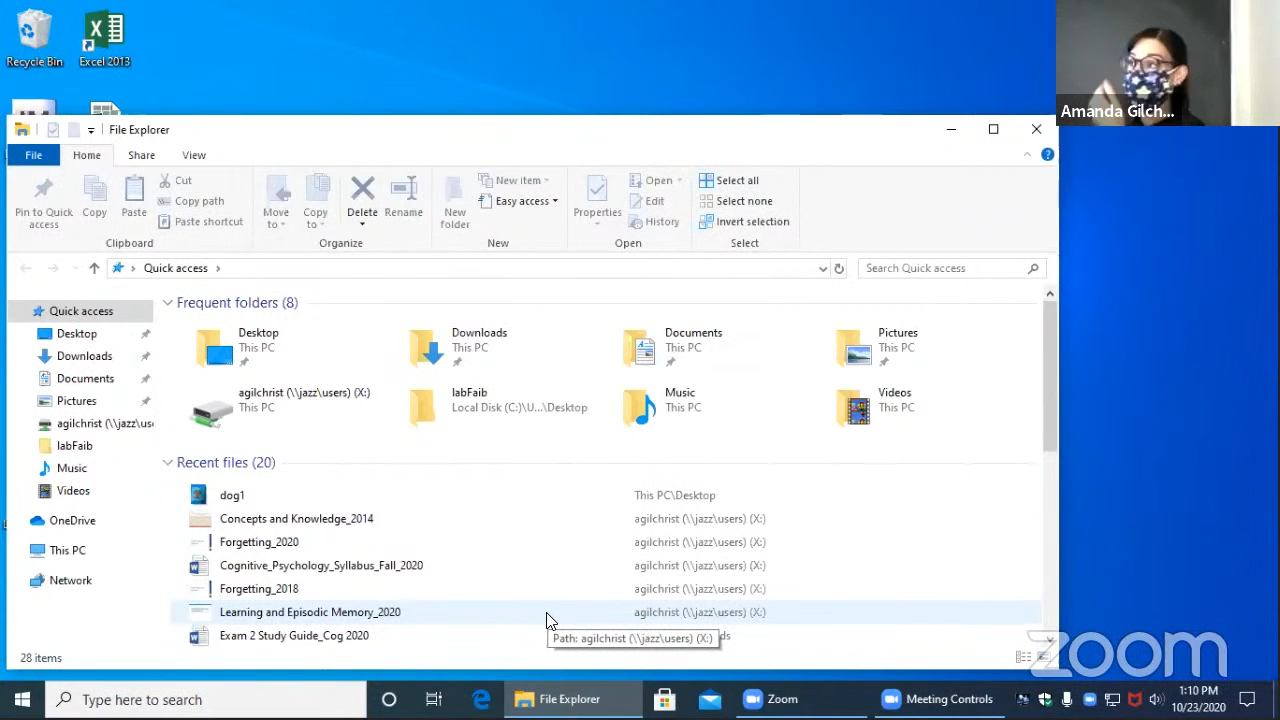 Recycle Bin
Excel 2013
Amanda Gilch...
File Explorer
File Home Share View
Pin to Quick access
Copy
Paste
Cut
Copy path
Paste shortcut
Clipboard
Move to
Copy to
Delete
Rename
Organize
New folder
New item
Easy access
New
Properties
Open
Edit
History
Open
Select all
Select none
Invert selection
Select
Quick access
Search Quick access
Quick access
Desktop
Downloads
Documents
Pictures
agilchrist (\\jazz\use
labFaib
Music
Videos
OneDrive
This PC
Network
Frequent folders (8)
Desktop
This PC
Downloads
This PC
Documents
This PC
Pictures
This PC
agilchrist (\\jazz\users) (X:)
This PC
labFaib
Local Disk (C:)\U...\Desktop
Music
This PC
Videos
This PC
Recent files (20)
dog1 This PC\Desktop
Concepts and Knowledge_2014 agilchrist (\\jazz\users) (X:)
Forgetting_2020 agilchrist (\\jazz\users) (X:)
Cognitive_Psychology_Syllabus_Fall_2020 agilchrist (\\jazz\users) (X:)
Forgetting_2018 agilchrist (\\jazz\users) (X:)
Learning and Episodic Memory_2020 agilchrist (\\jazz\users) (X:)
Exam 2 Study Guide_Cog 2020 ds
Path: agilchrist (\\jazz\users) (X:)
28 items
zoom
Type here to search
File Explorer
Zoom
Meeting Controls
1:10 PM
10/23/2020